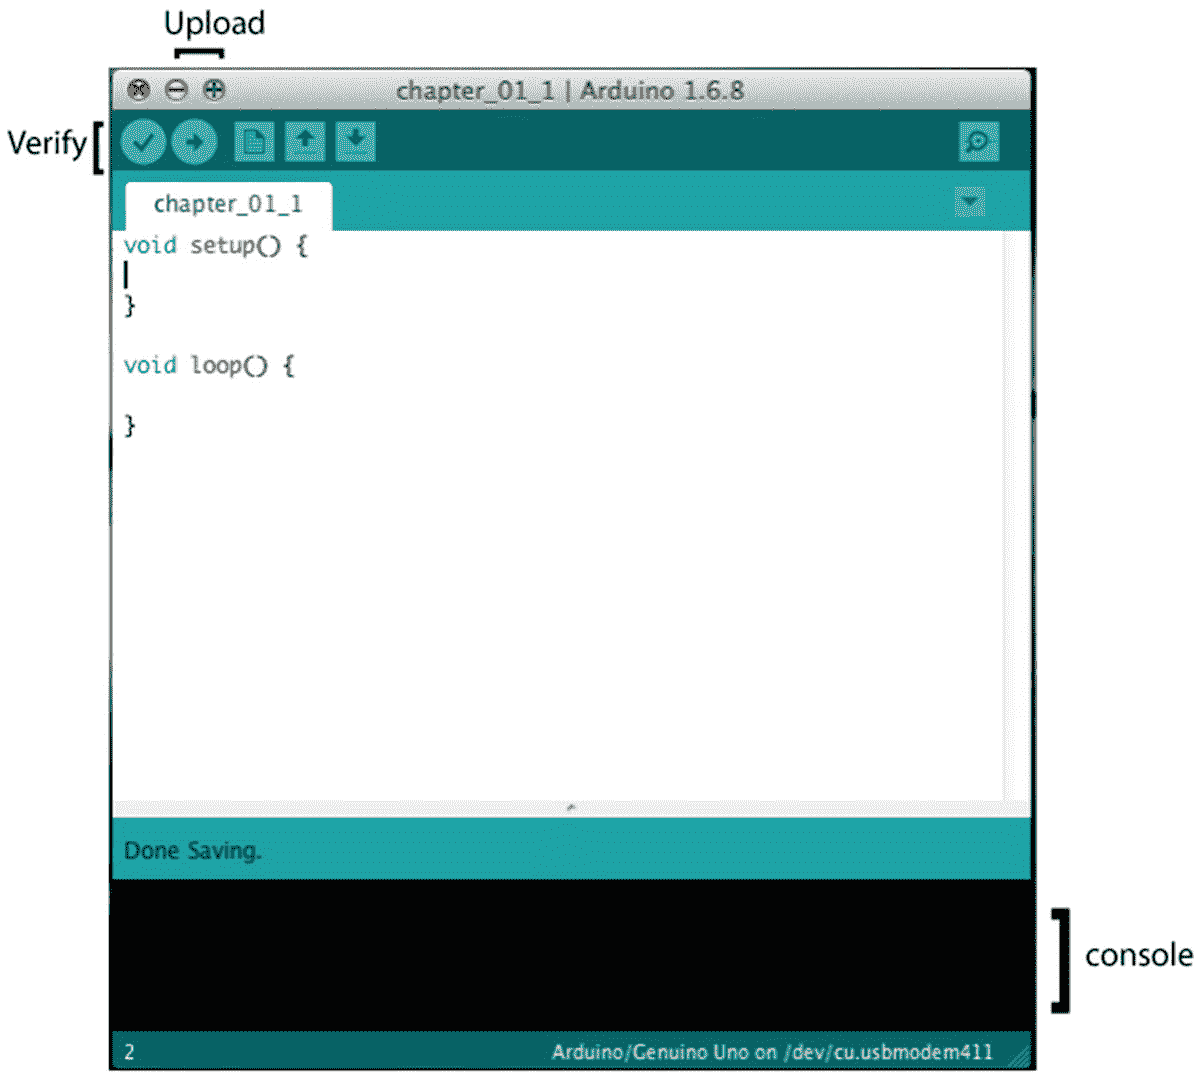 Upload
chapter_01_1 | Arduino 1.6.8
Verify
chapter_01_1
void setup() {
}
void loop() {
}
Done Saving.
console
2
Arduino/Genuino Uno on /dev/cu.usbmodem411